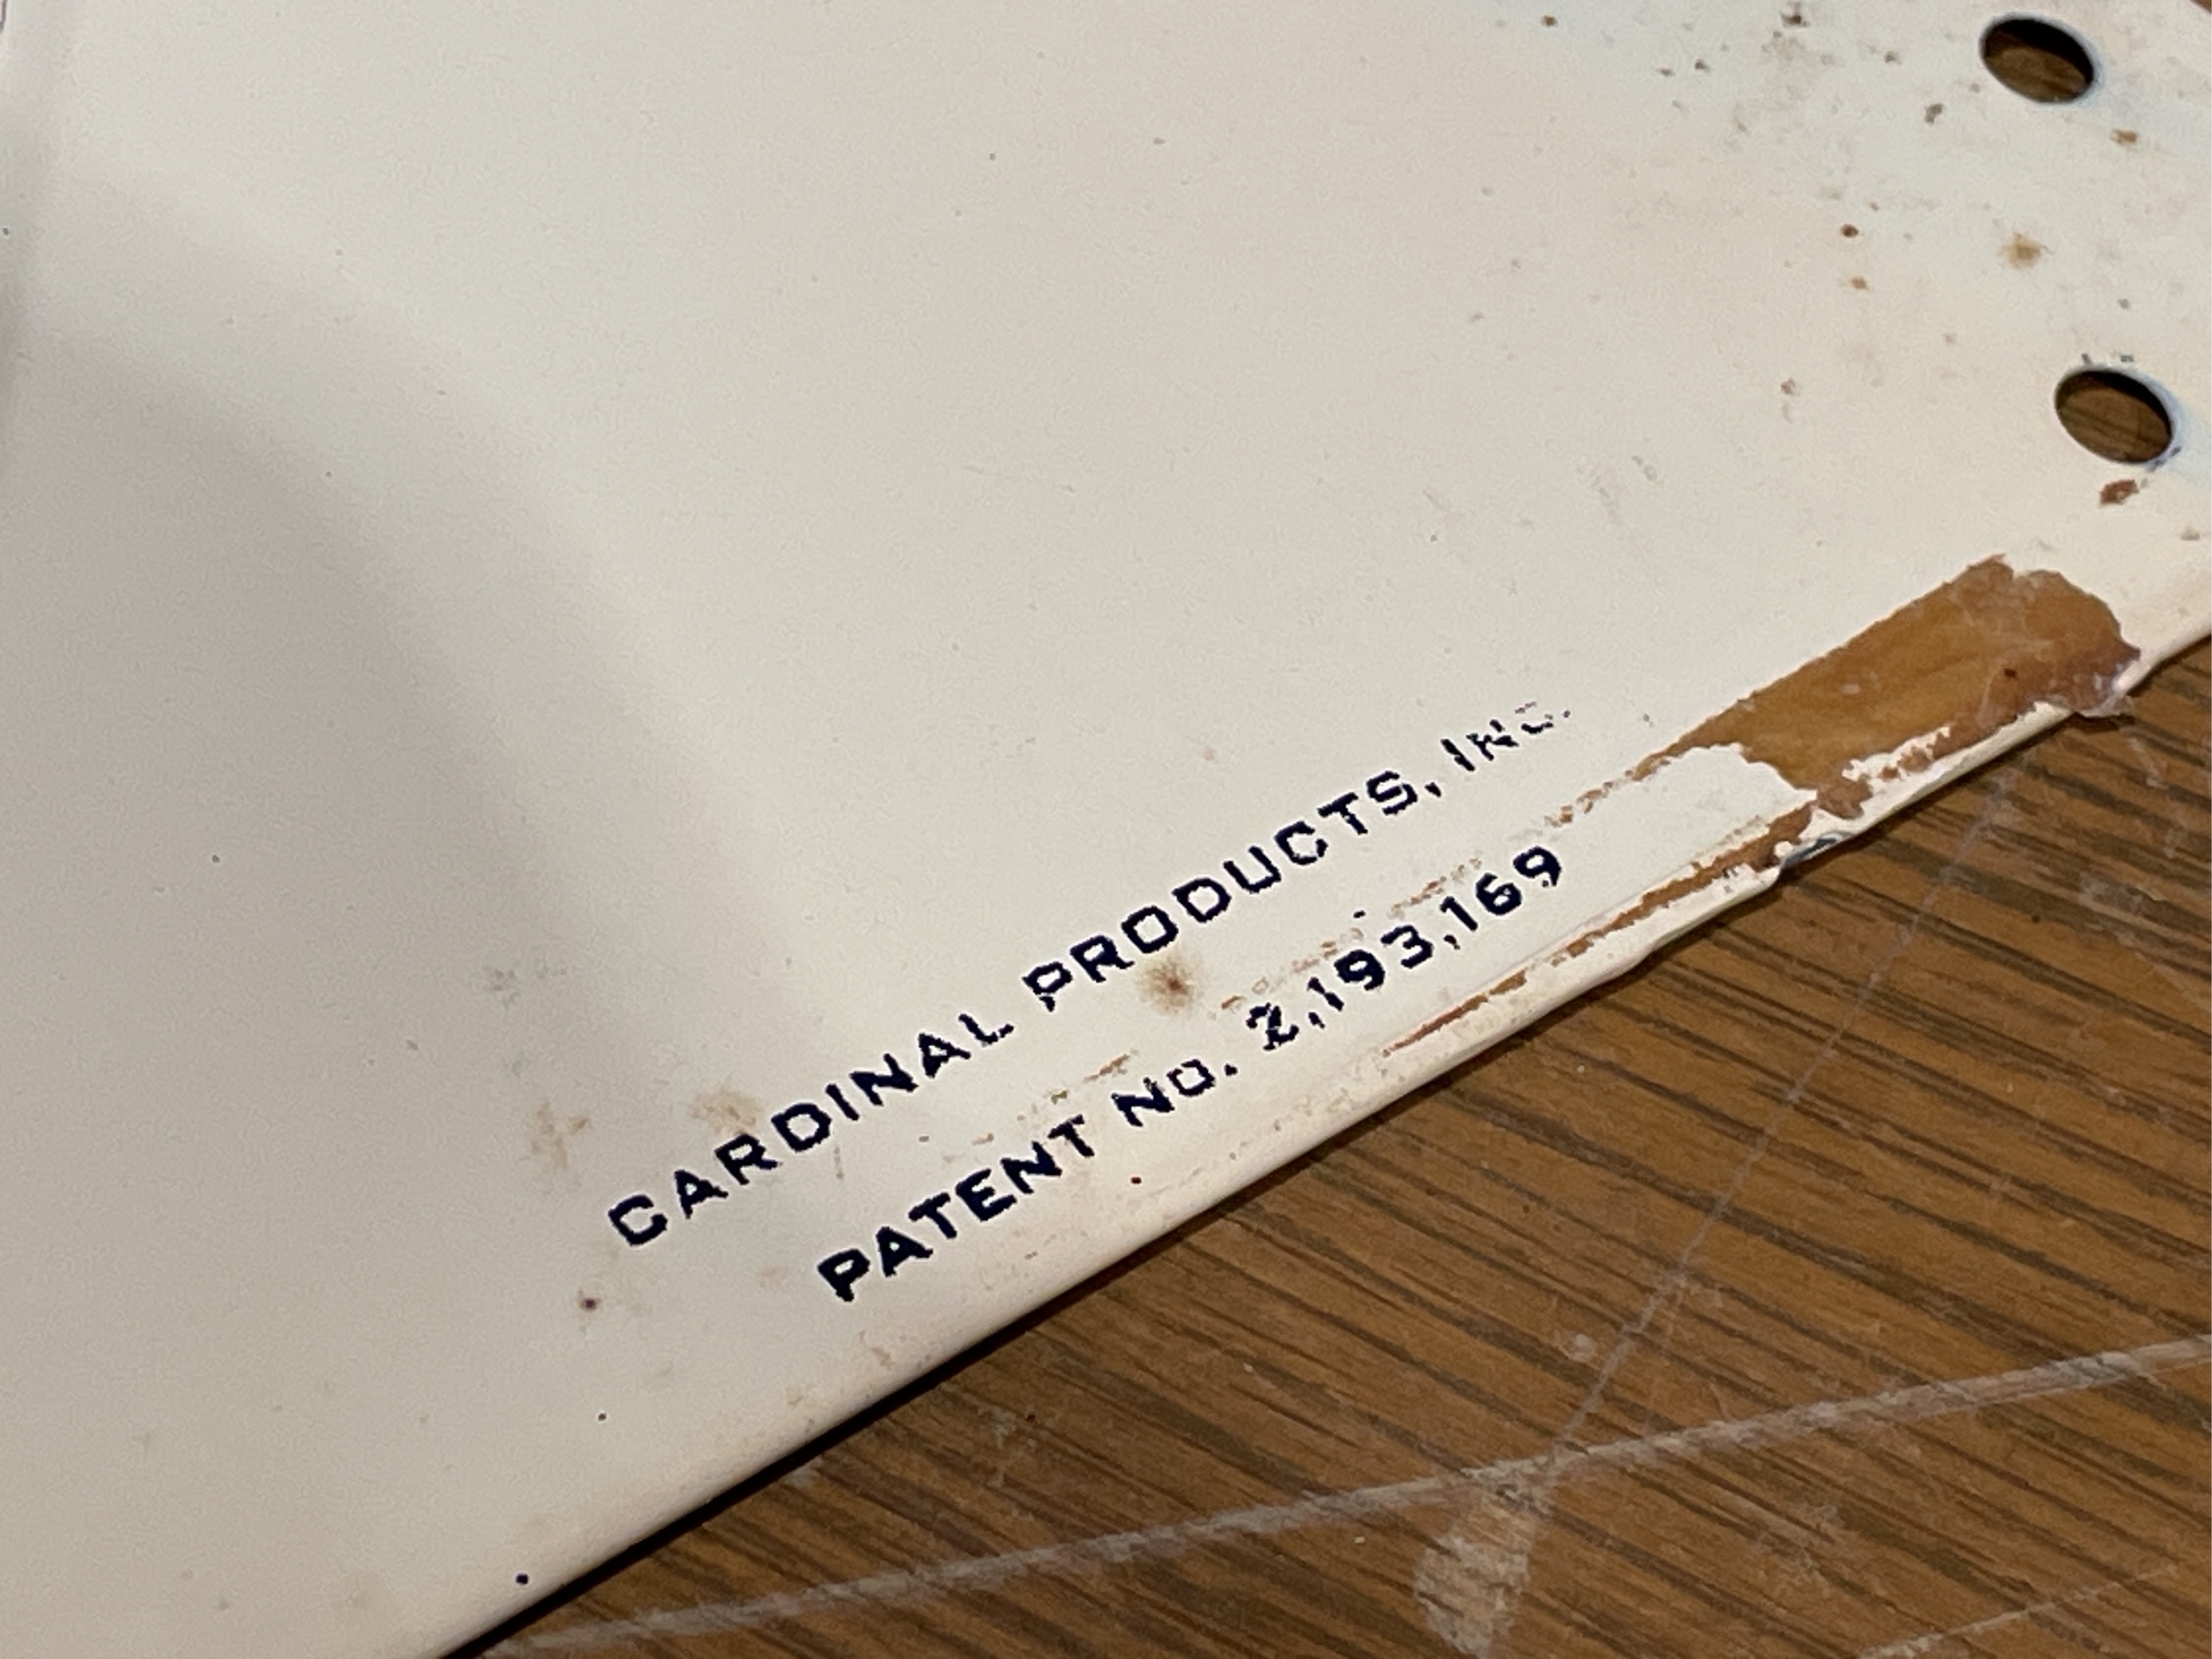 CARDINAL PRODUCTS, INC.
PATENT NO. 2,193,169